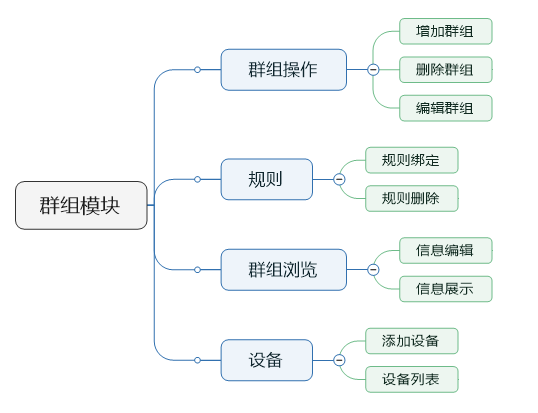 群组模块
群组操作
增加群组
删除群组
编辑群组
规则
规则绑定
规则删除
群组浏览
信息编辑
信息展示
设备
添加设备
设备列表